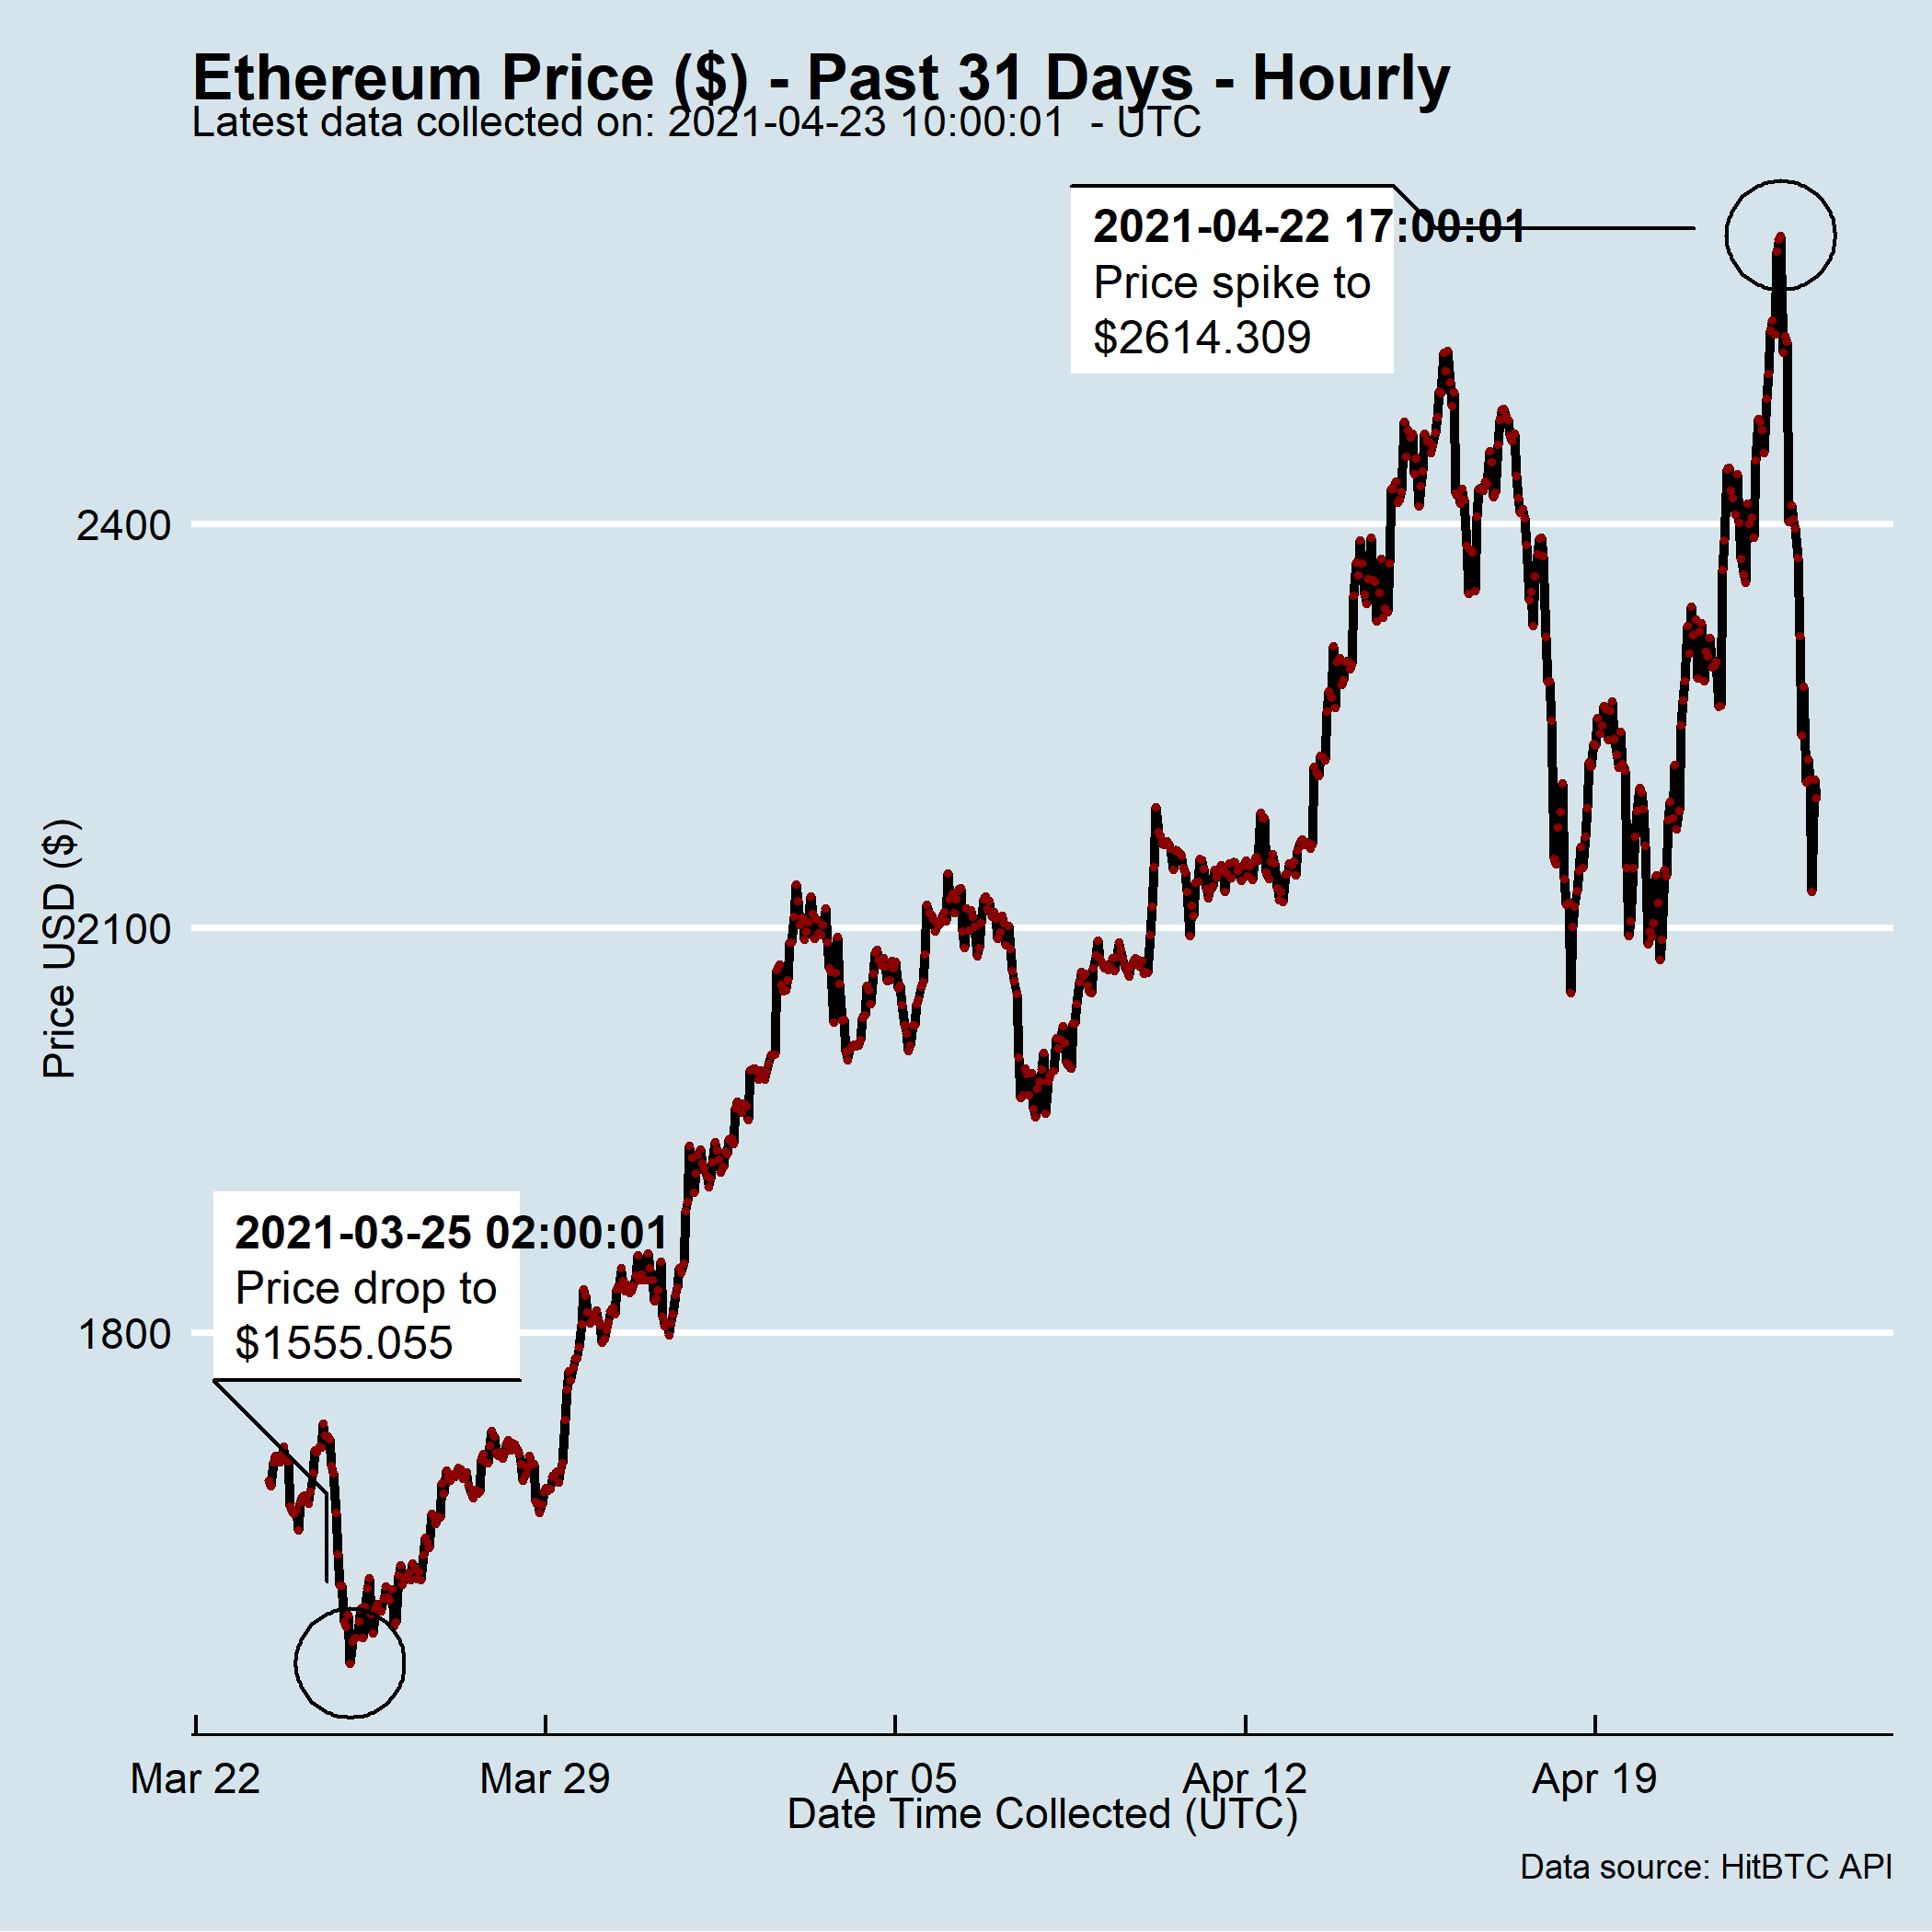 Ethereum Price ($) - Past 31 Days - Hourly
Latest data collected on: 2021-04-23 10:00:01  - UTC
2021-04-22 17:00:01
Price spike to
$2614.309
2400
2100
1800
Price USD ($)
2021-03-25 02:00:01
Price drop to
$1555.055
Mar 22
Mar 29
Apr 05
Apr 12
Apr 19
Date Time Collected (UTC)
Data source: HitBTC API